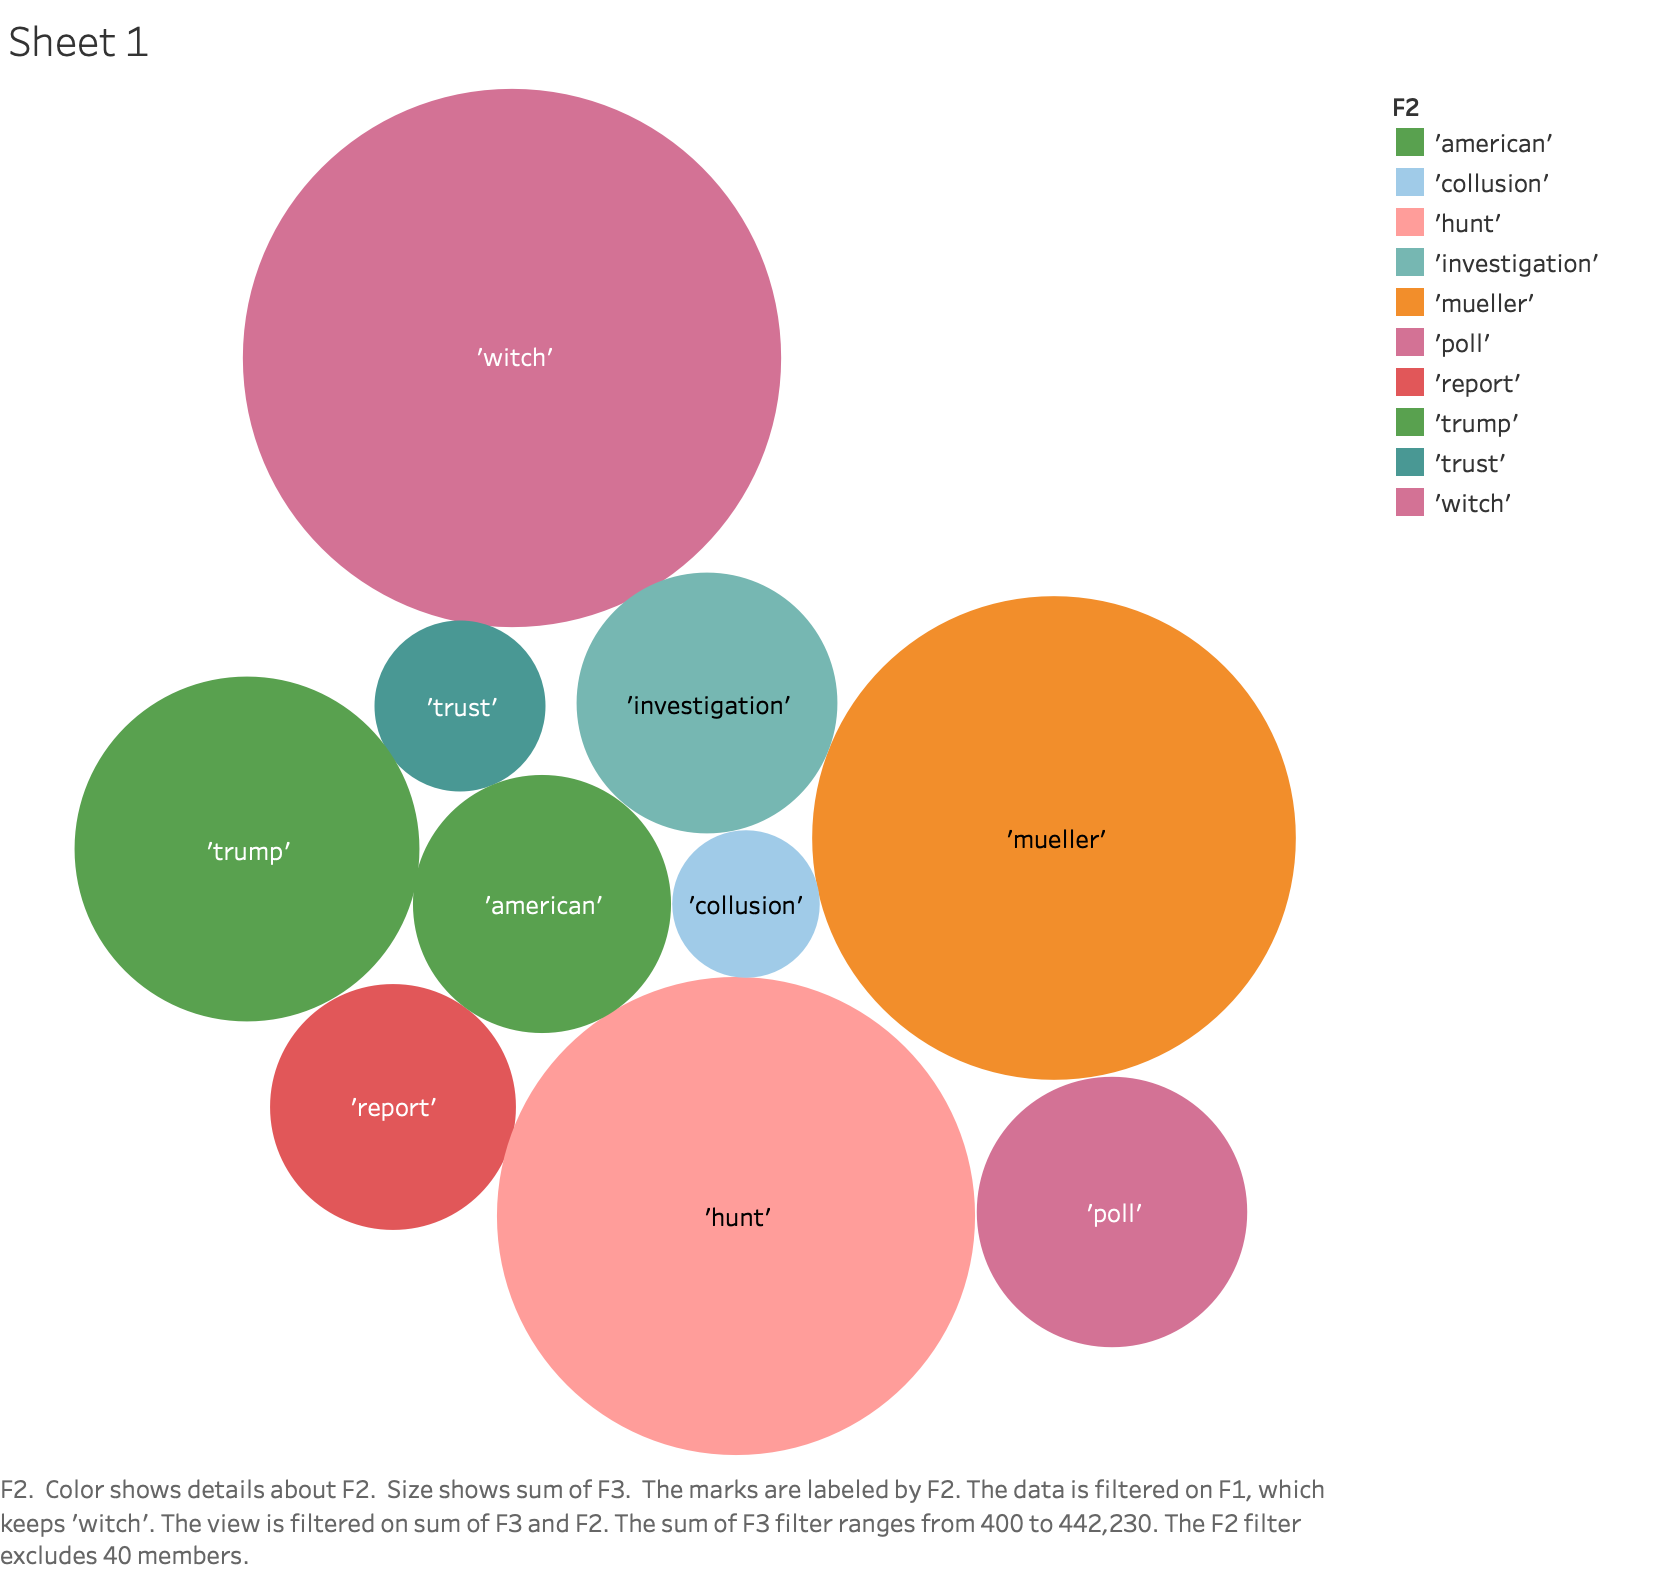 Sheet 1
F2
'american'
'collusion'
'hunt'
'investigation'
'mueller'
'poll'
'report'
'trump'
'trust'
'witch'
'witch'
'trust'
'investigation'
'trump'
'mueller'
'american'
'collusion'
'report'
'hunt'
'poll'
F2.  Color shows details about F2.  Size shows sum of F3.  The marks are labeled by F2. The data is filtered on F1, which
keeps 'witch'. The view is filtered on sum of F3 and F2. The sum of F3 filter ranges from 400 to 442,230. The F2 filter
excludes 40 members.